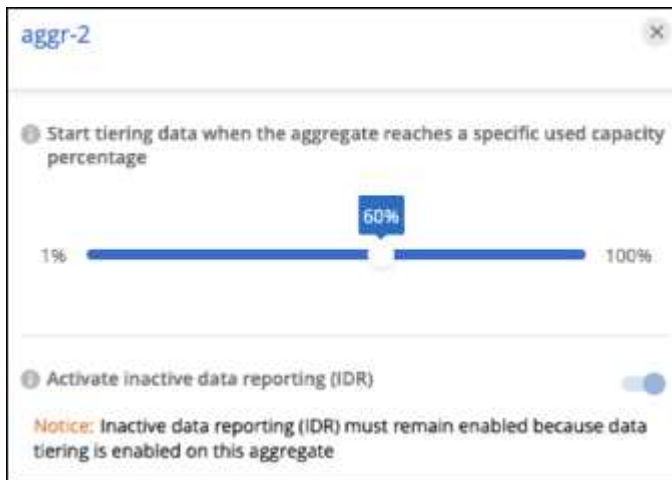 aggr-2
Start tiering data when the aggregate reaches a specific used capacity
percentage
60%
1%
100%
Activate inactive data reporting (IDR)
Notice: Inactive data reporting (IDR) must remain enabled because data
tiering is enabled on this aggregate